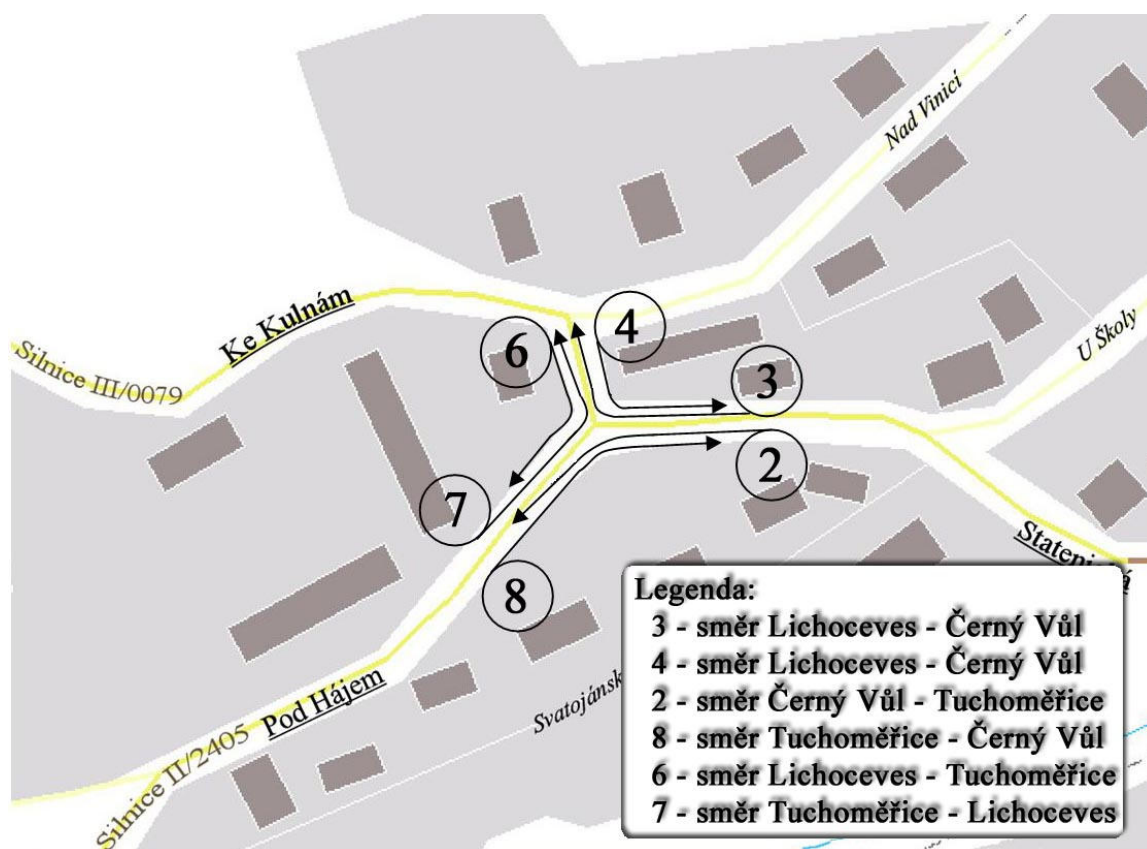 Nad Vinicí
Ke Kulnám
Silnice III/0079
U Školy
4
6
3
2
7
8
Statenická
Pod Hájem
Silnice II/2405
Svatojánsk
Legenda:
3 - směr Lichoceves - Černý Vůl
4 - směr Lichoceves - Černý Vůl
2 - směr Černý Vůl - Tuchoměřice
8 - směr Tuchoměřice - Černý Vůl
6 - směr Lichoceves - Tuchoměřice
7 - směr Tuchoměřice - Lichoceves